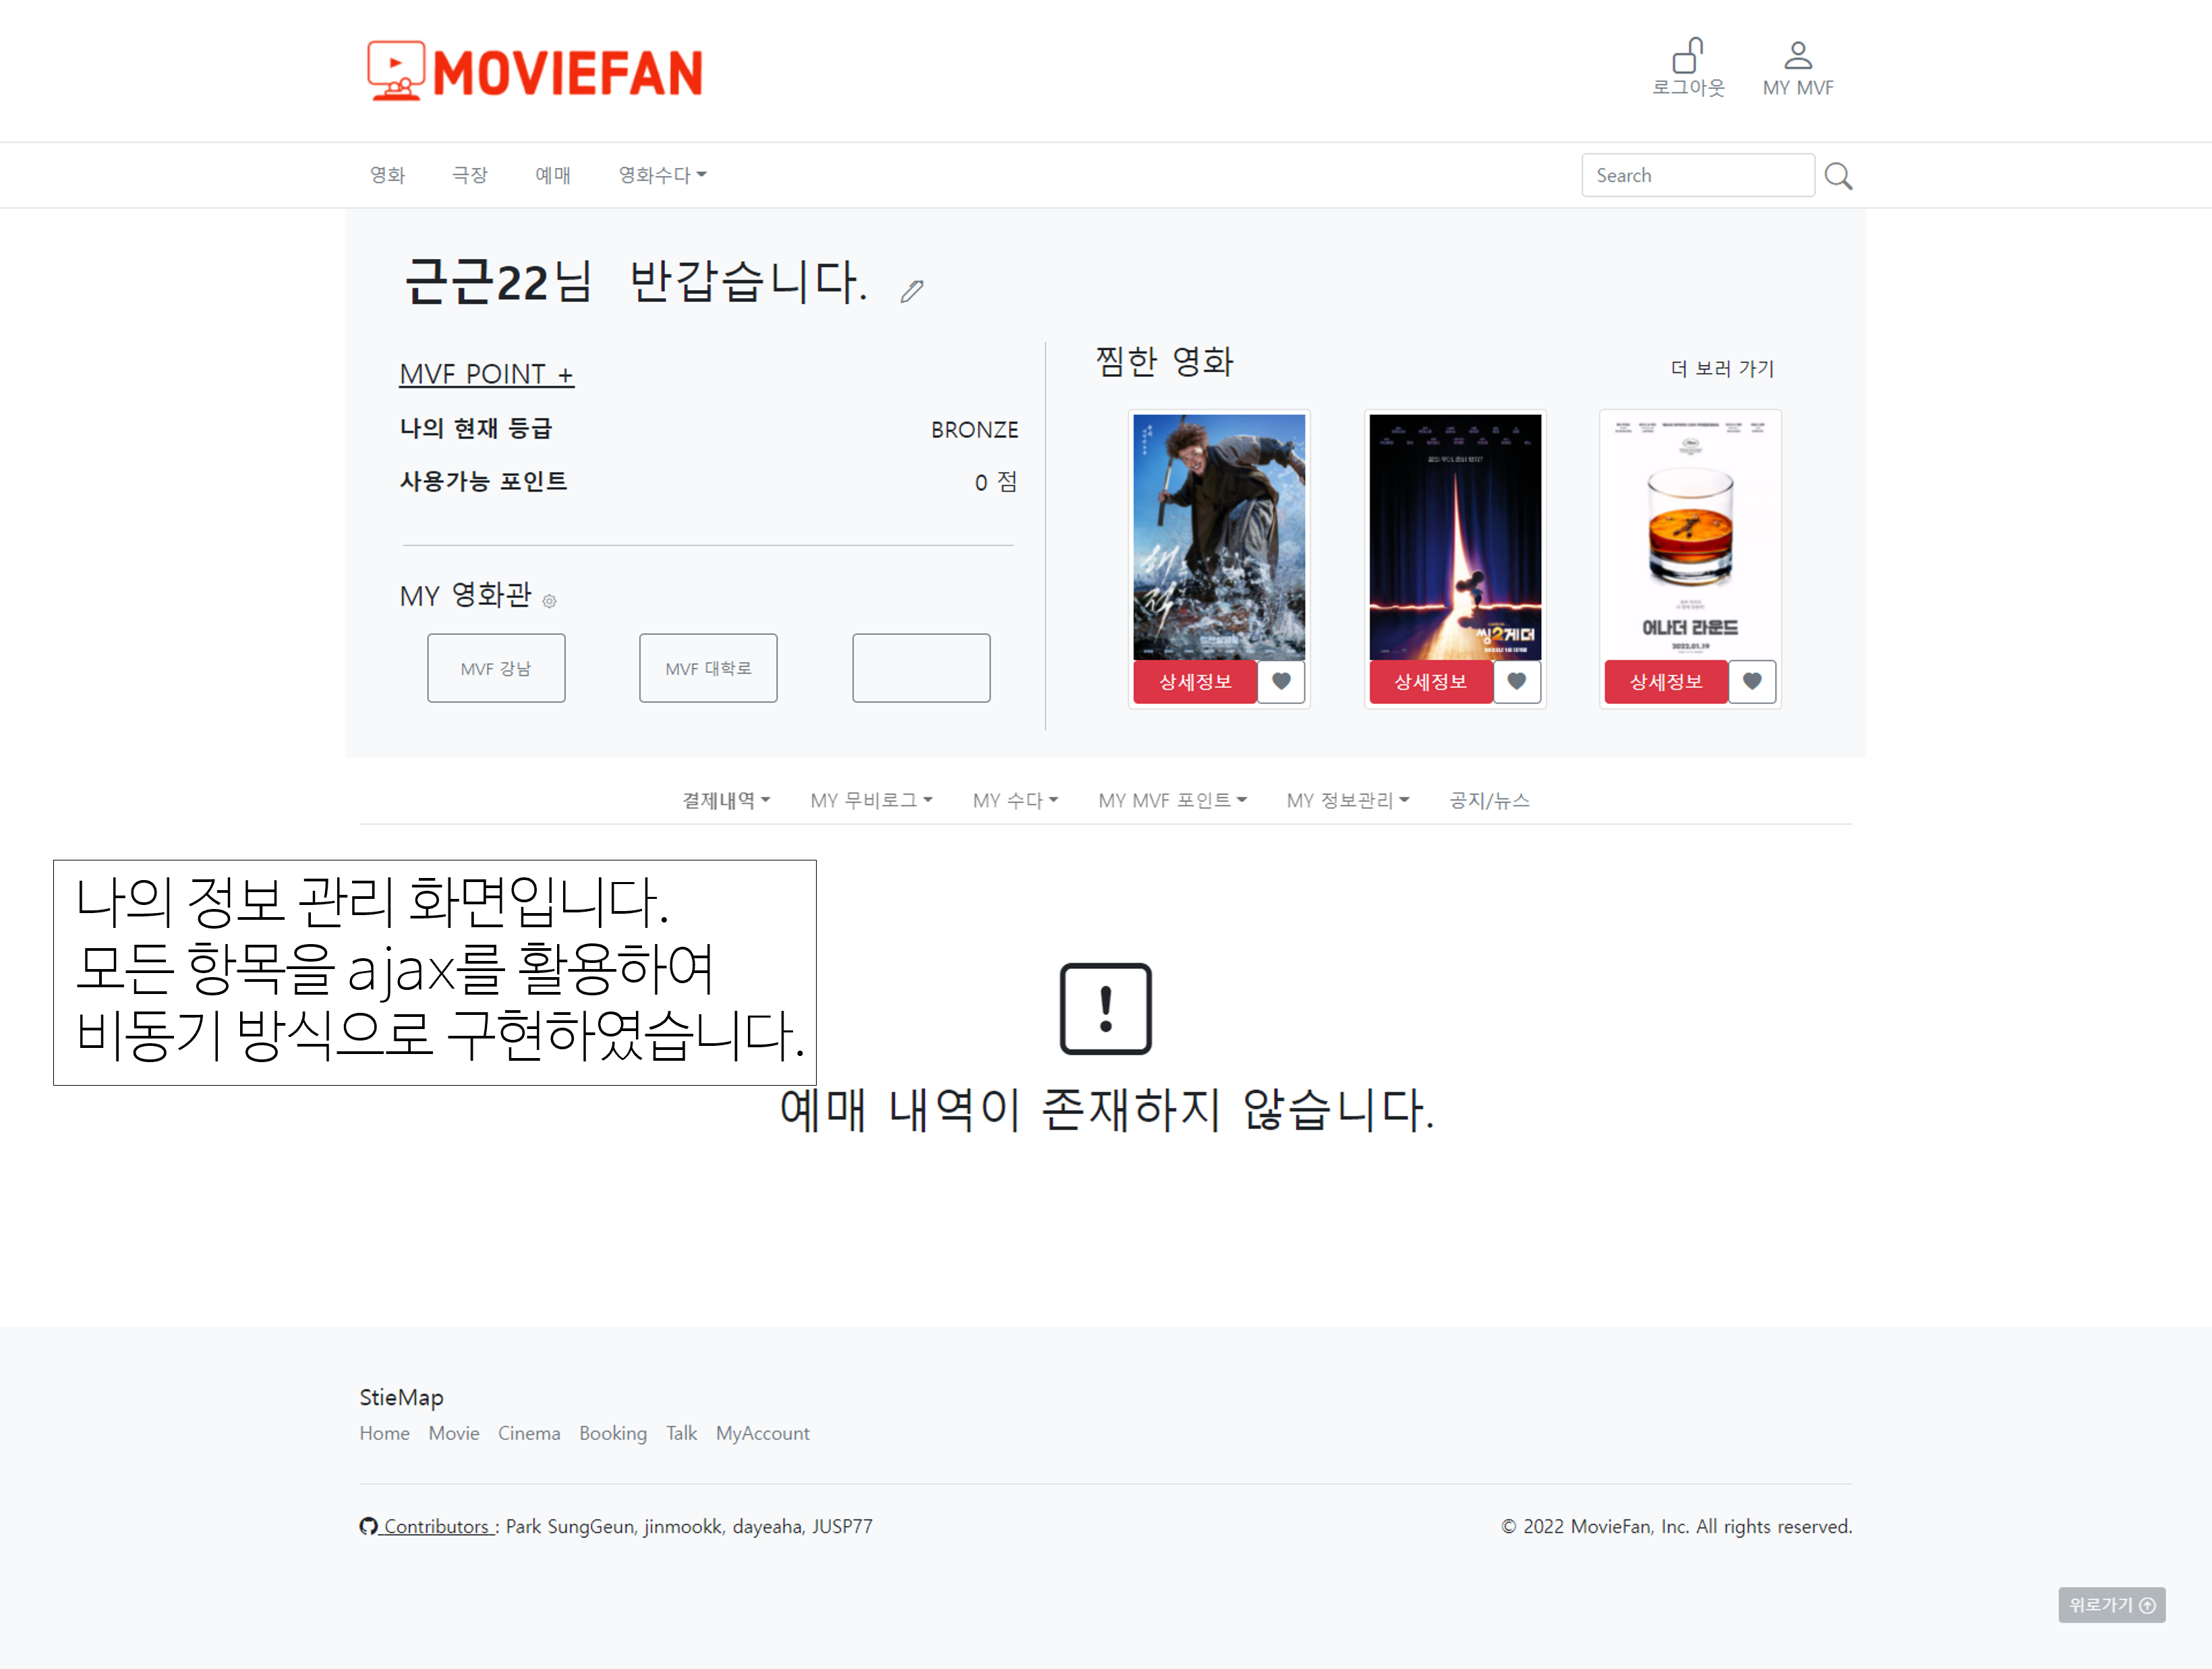 MOVIEFAN
로그아웃
MY MVF
영화 극장 예매 영화수다
Search
근근22님 반갑습니다.
MVF POINT +
나의 현재 등급 BRONZE
사용가능 포인트 0 점
MY 영화관
MVF 강남 MVF 대학로
찜한 영화 더 보러 가기
해적
씽2게더
어나더 라운드
2022.01.19
상세정보 상세정보 상세정보
결제내역 MY 무비로그 MY 수다 MY MVF 포인트 MY 정보관리 공지/뉴스
나의 정보 관리 화면입니다.
모든 항목을 ajax를 활용하여
비동기 방식으로 구현하였습니다.
예매 내역이 존재하지 않습니다.
StieMap
Home Movie Cinema Booking Talk MyAccount
Contributors : Park SungGeun, jinmookk, dayeaha, JUSP77
© 2022 MovieFan, Inc. All rights reserved.
위로가기